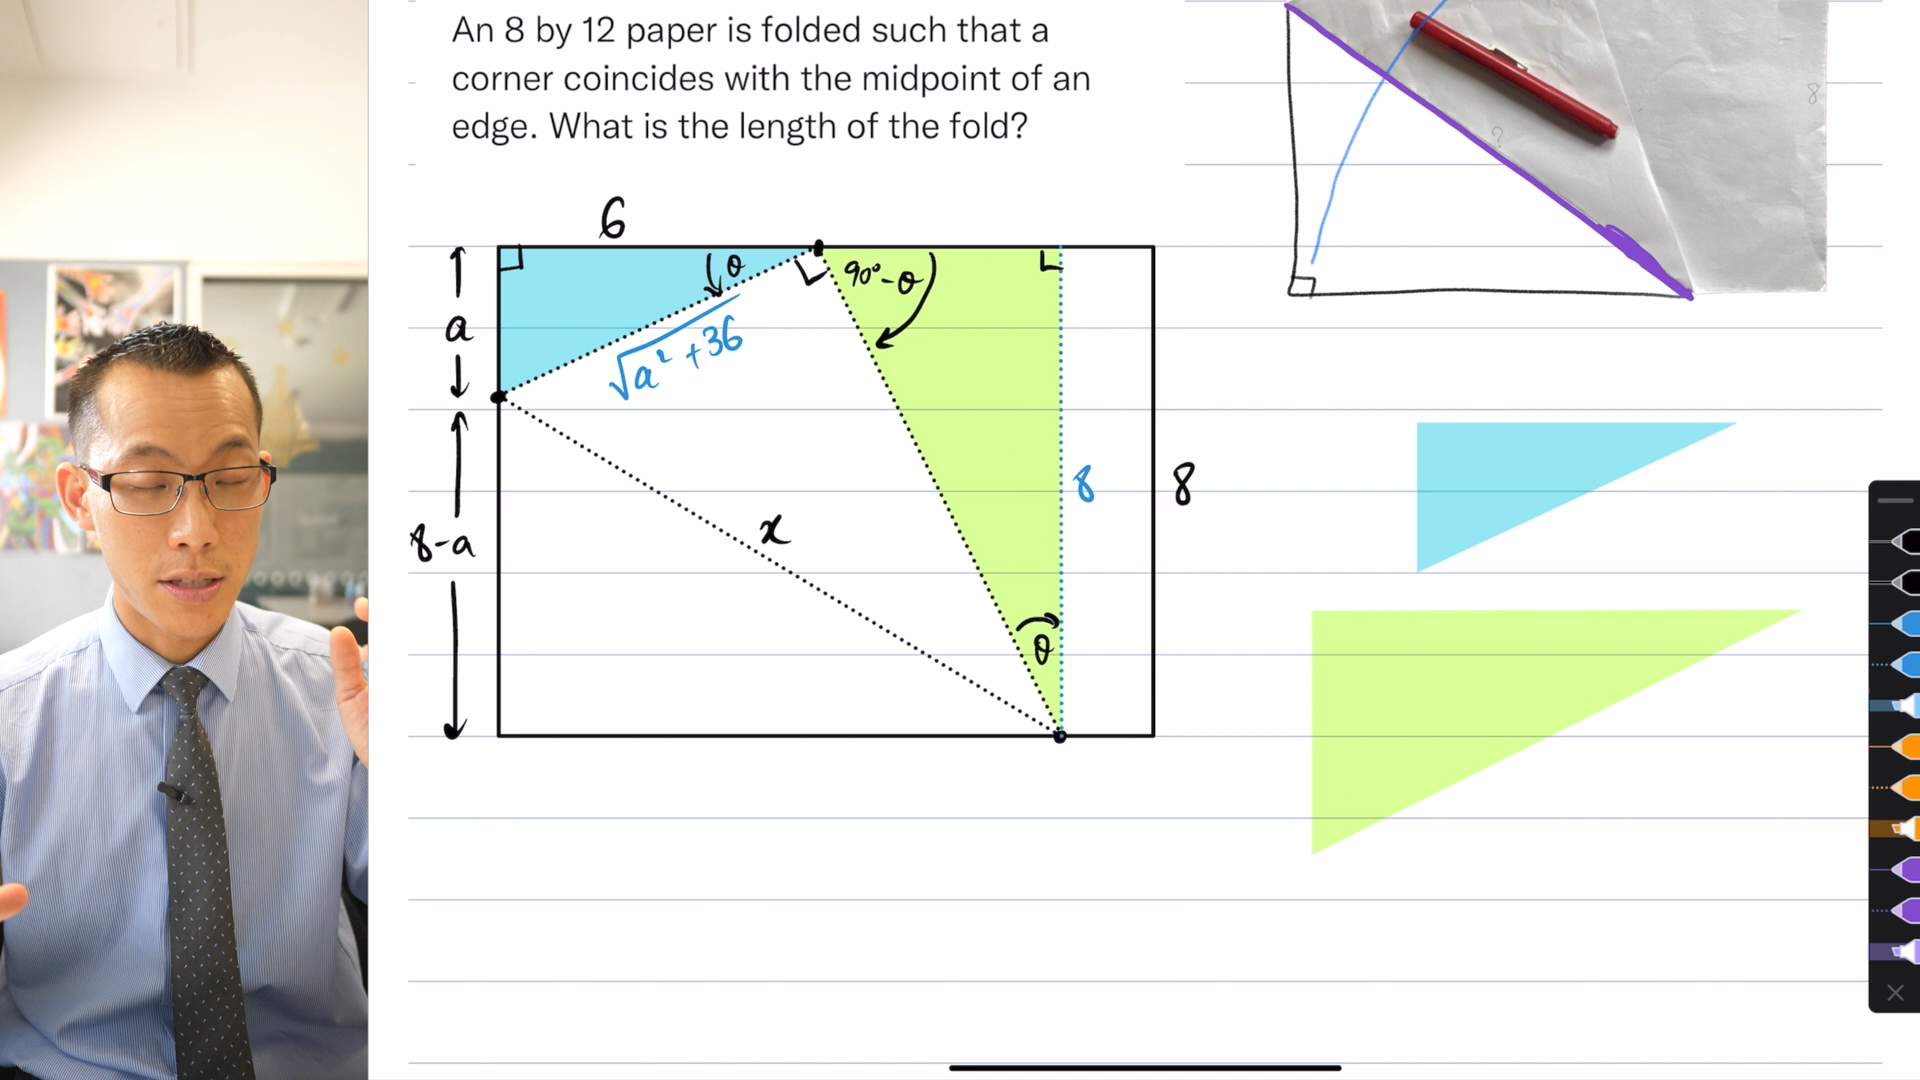 An 8 by 12 paper is folded such that a
corner coincides with the midpoint of an
edge. What is the length of the fold?
8
?
6
θ
90°-θ
a
√a²+36
8
8
x
8-a
θ